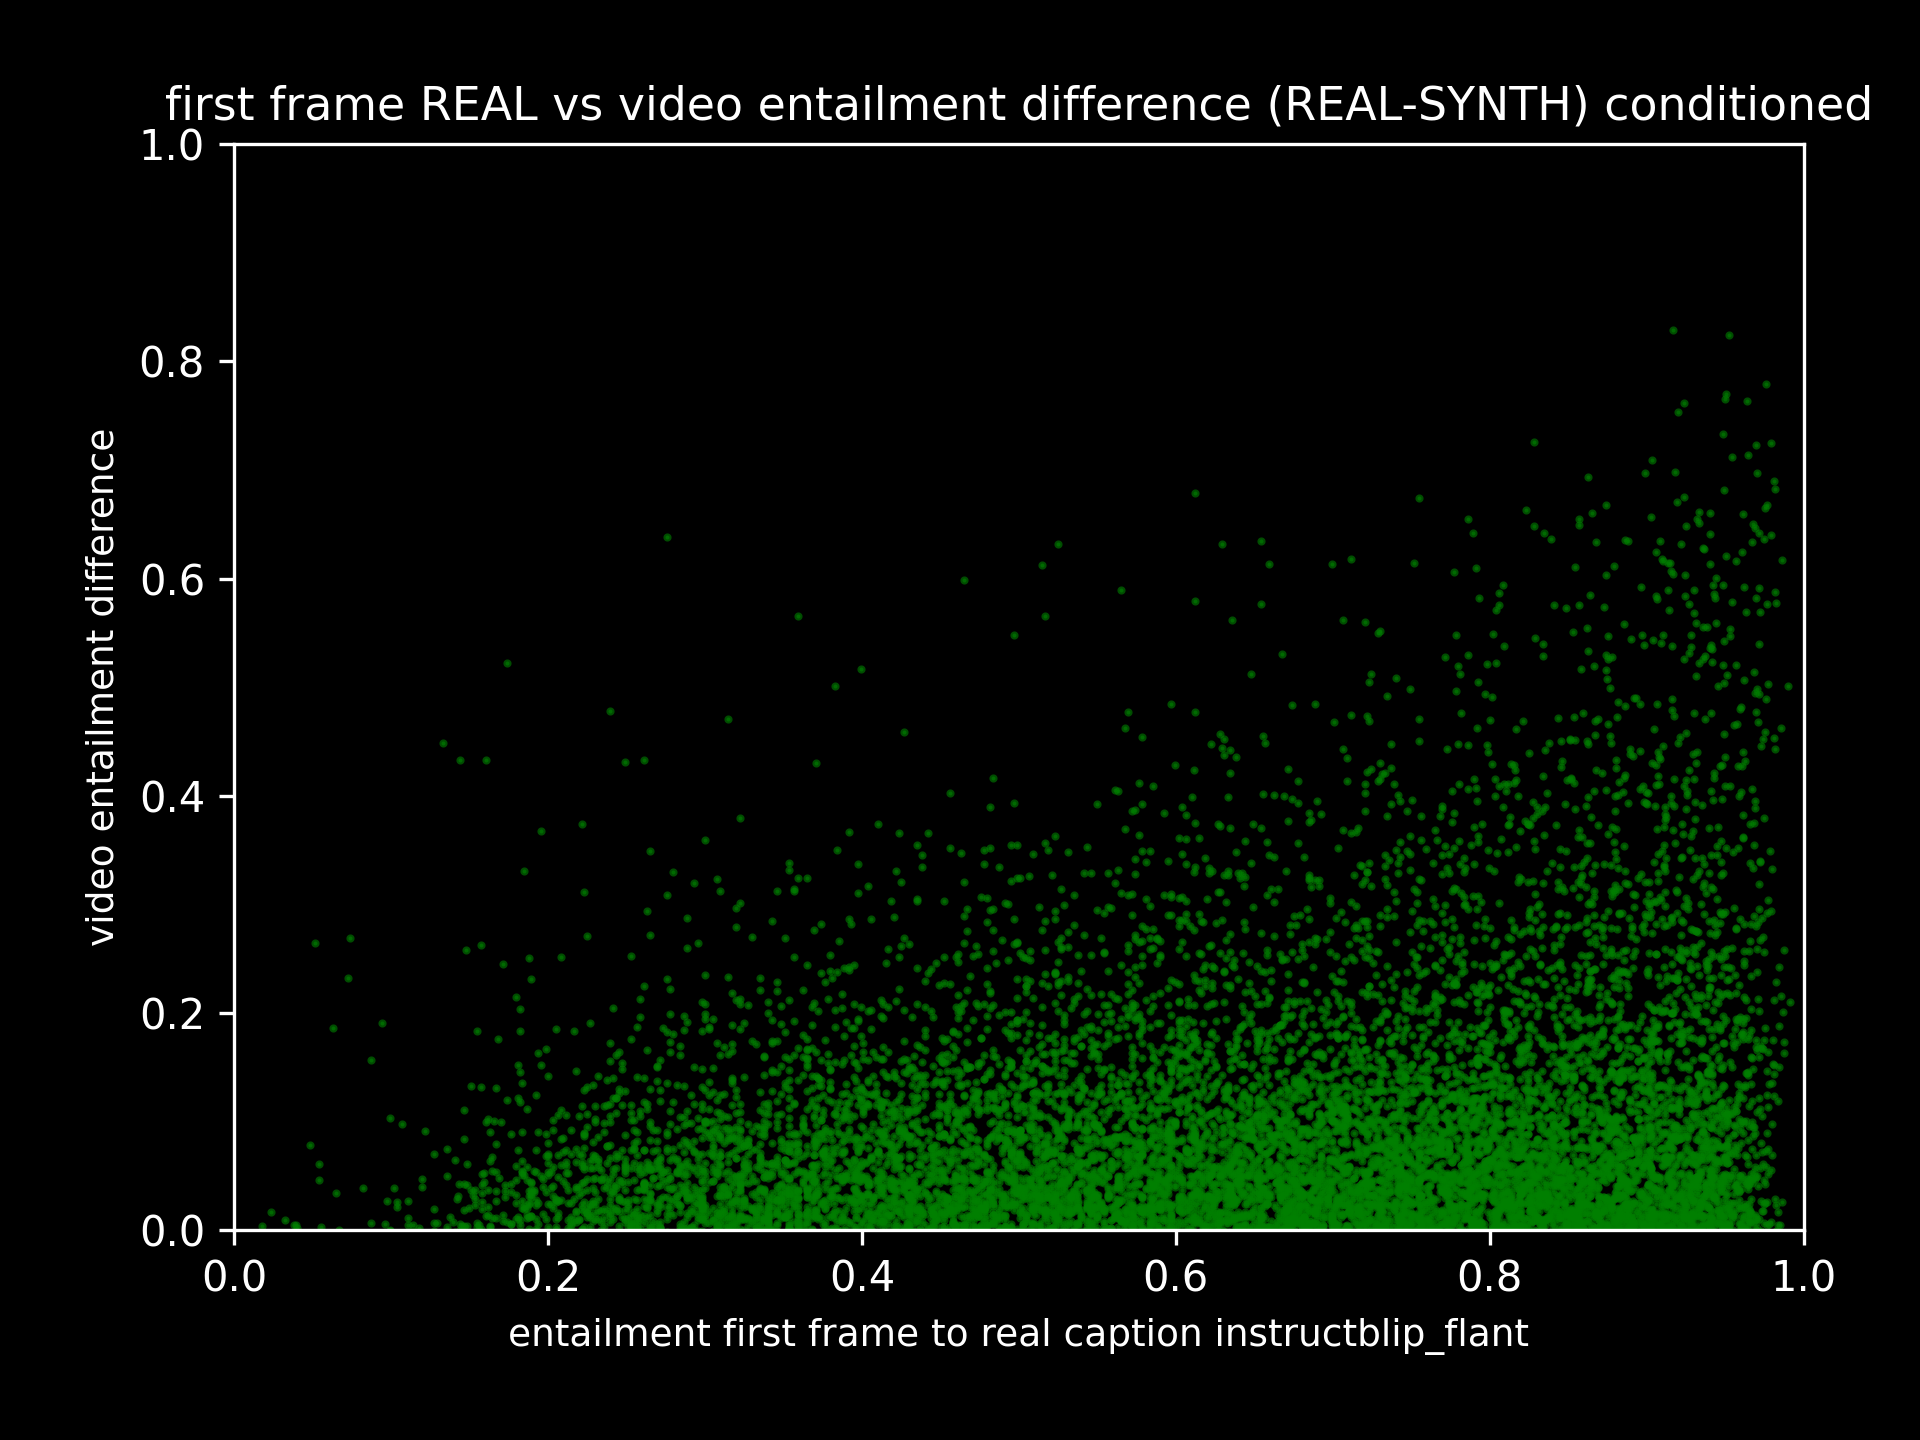 first frame REAL vs video entailment difference (REAL-SYNTH) conditioned
1.0
0.8
0.6
0.4
0.2
0.0
video entailment difference
0.0 0.2 0.4 0.6 0.8 1.0
entailment first frame to real caption instructblip_flant